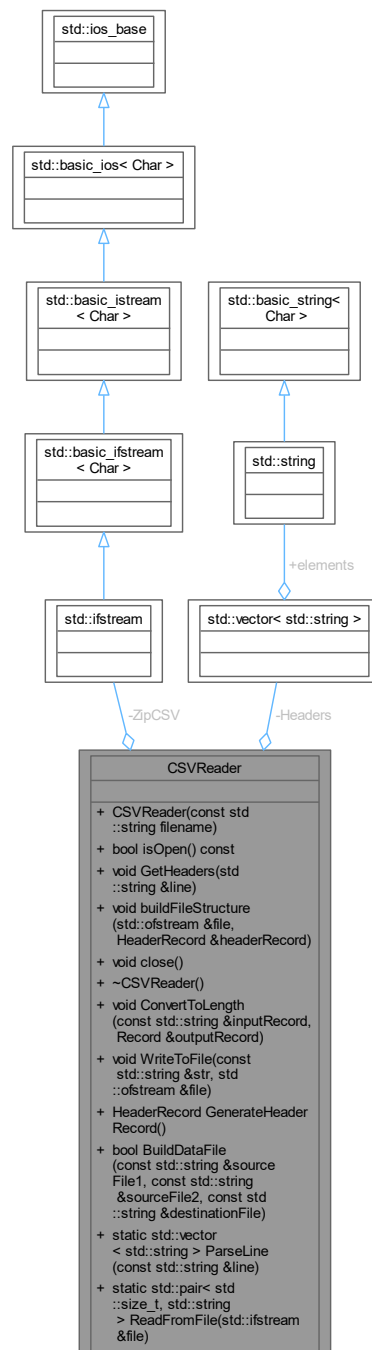 std::ios_base
std::basic_ios< Char >
std::basic_istream
< Char >
std::basic_string<
Char >
std::basic_ifstream
< Char >
std::string
+elements
std::ifstream
std::vector< std::string >
-ZipCSV
-Headers
CSVReader
+ CSVReader(const std
::string filename)
+ bool isOpen() const
+ void GetHeaders(std
::string &line)
+ void buildFileStructure
(std::ofstream &file,
HeaderRecord &headerRecord)
+ void close()
+ ~CSVReader()
+ void ConvertToLength
(const std::string &inputRecord,
Record &outputRecord)
+ void WriteToFile(const
std::string &str, std
::ofstream &file)
+ HeaderRecord GenerateHeader
Record()
+ bool BuildDataFile
(const std::string &source
File1, const std::string
&sourceFile2, const std
::string &destinationFile)
+ static std::vector
< std::string > ParseLine
(const std::string &line)
+ static std::pair< std
::size_t, std::string
> ReadFromFile(std::ifstream
&file)